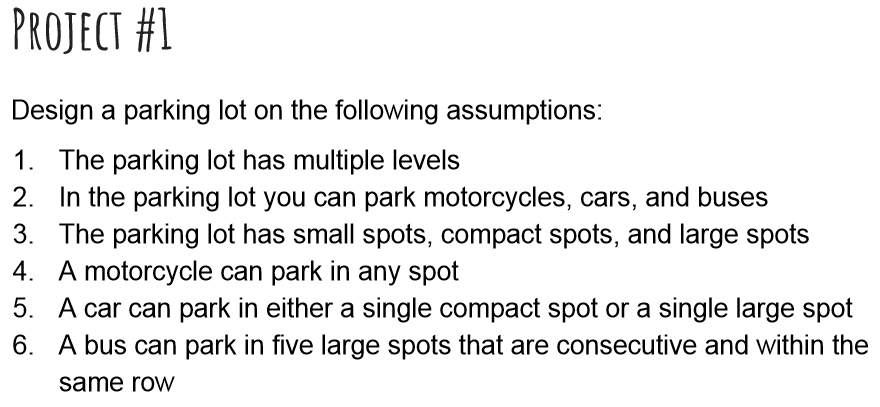 PROJECT #1
Design a parking lot on the following assumptions:
1. The parking lot has multiple levels
2. In the parking lot you can park motorcycles, cars, and buses
3. The parking lot has small spots, compact spots, and large spots
4. A motorcycle can park in any spot
5. A car can park in either a single compact spot or a single large spot
6. A bus can park in five large spots that are consecutive and within the
same row